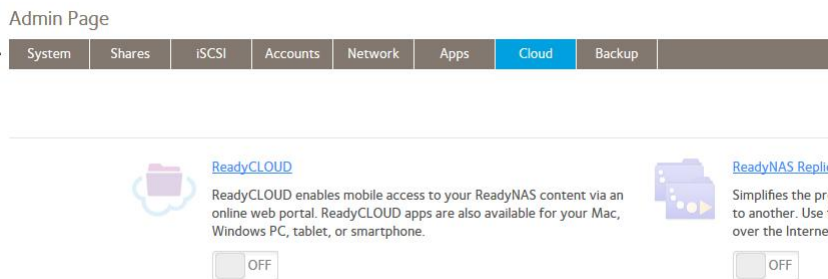 Admin Page
System Shares iSCSI Accounts Network Apps Cloud Backup
ReadyCLOUD
ReadyCLOUD enables mobile access to your ReadyNAS content via an
online web portal. ReadyCLOUD apps are also available for your Mac,
Windows PC, tablet, or smartphone.
OFF
ReadyNAS
Simplifies the
to another. Use
over the
OFF